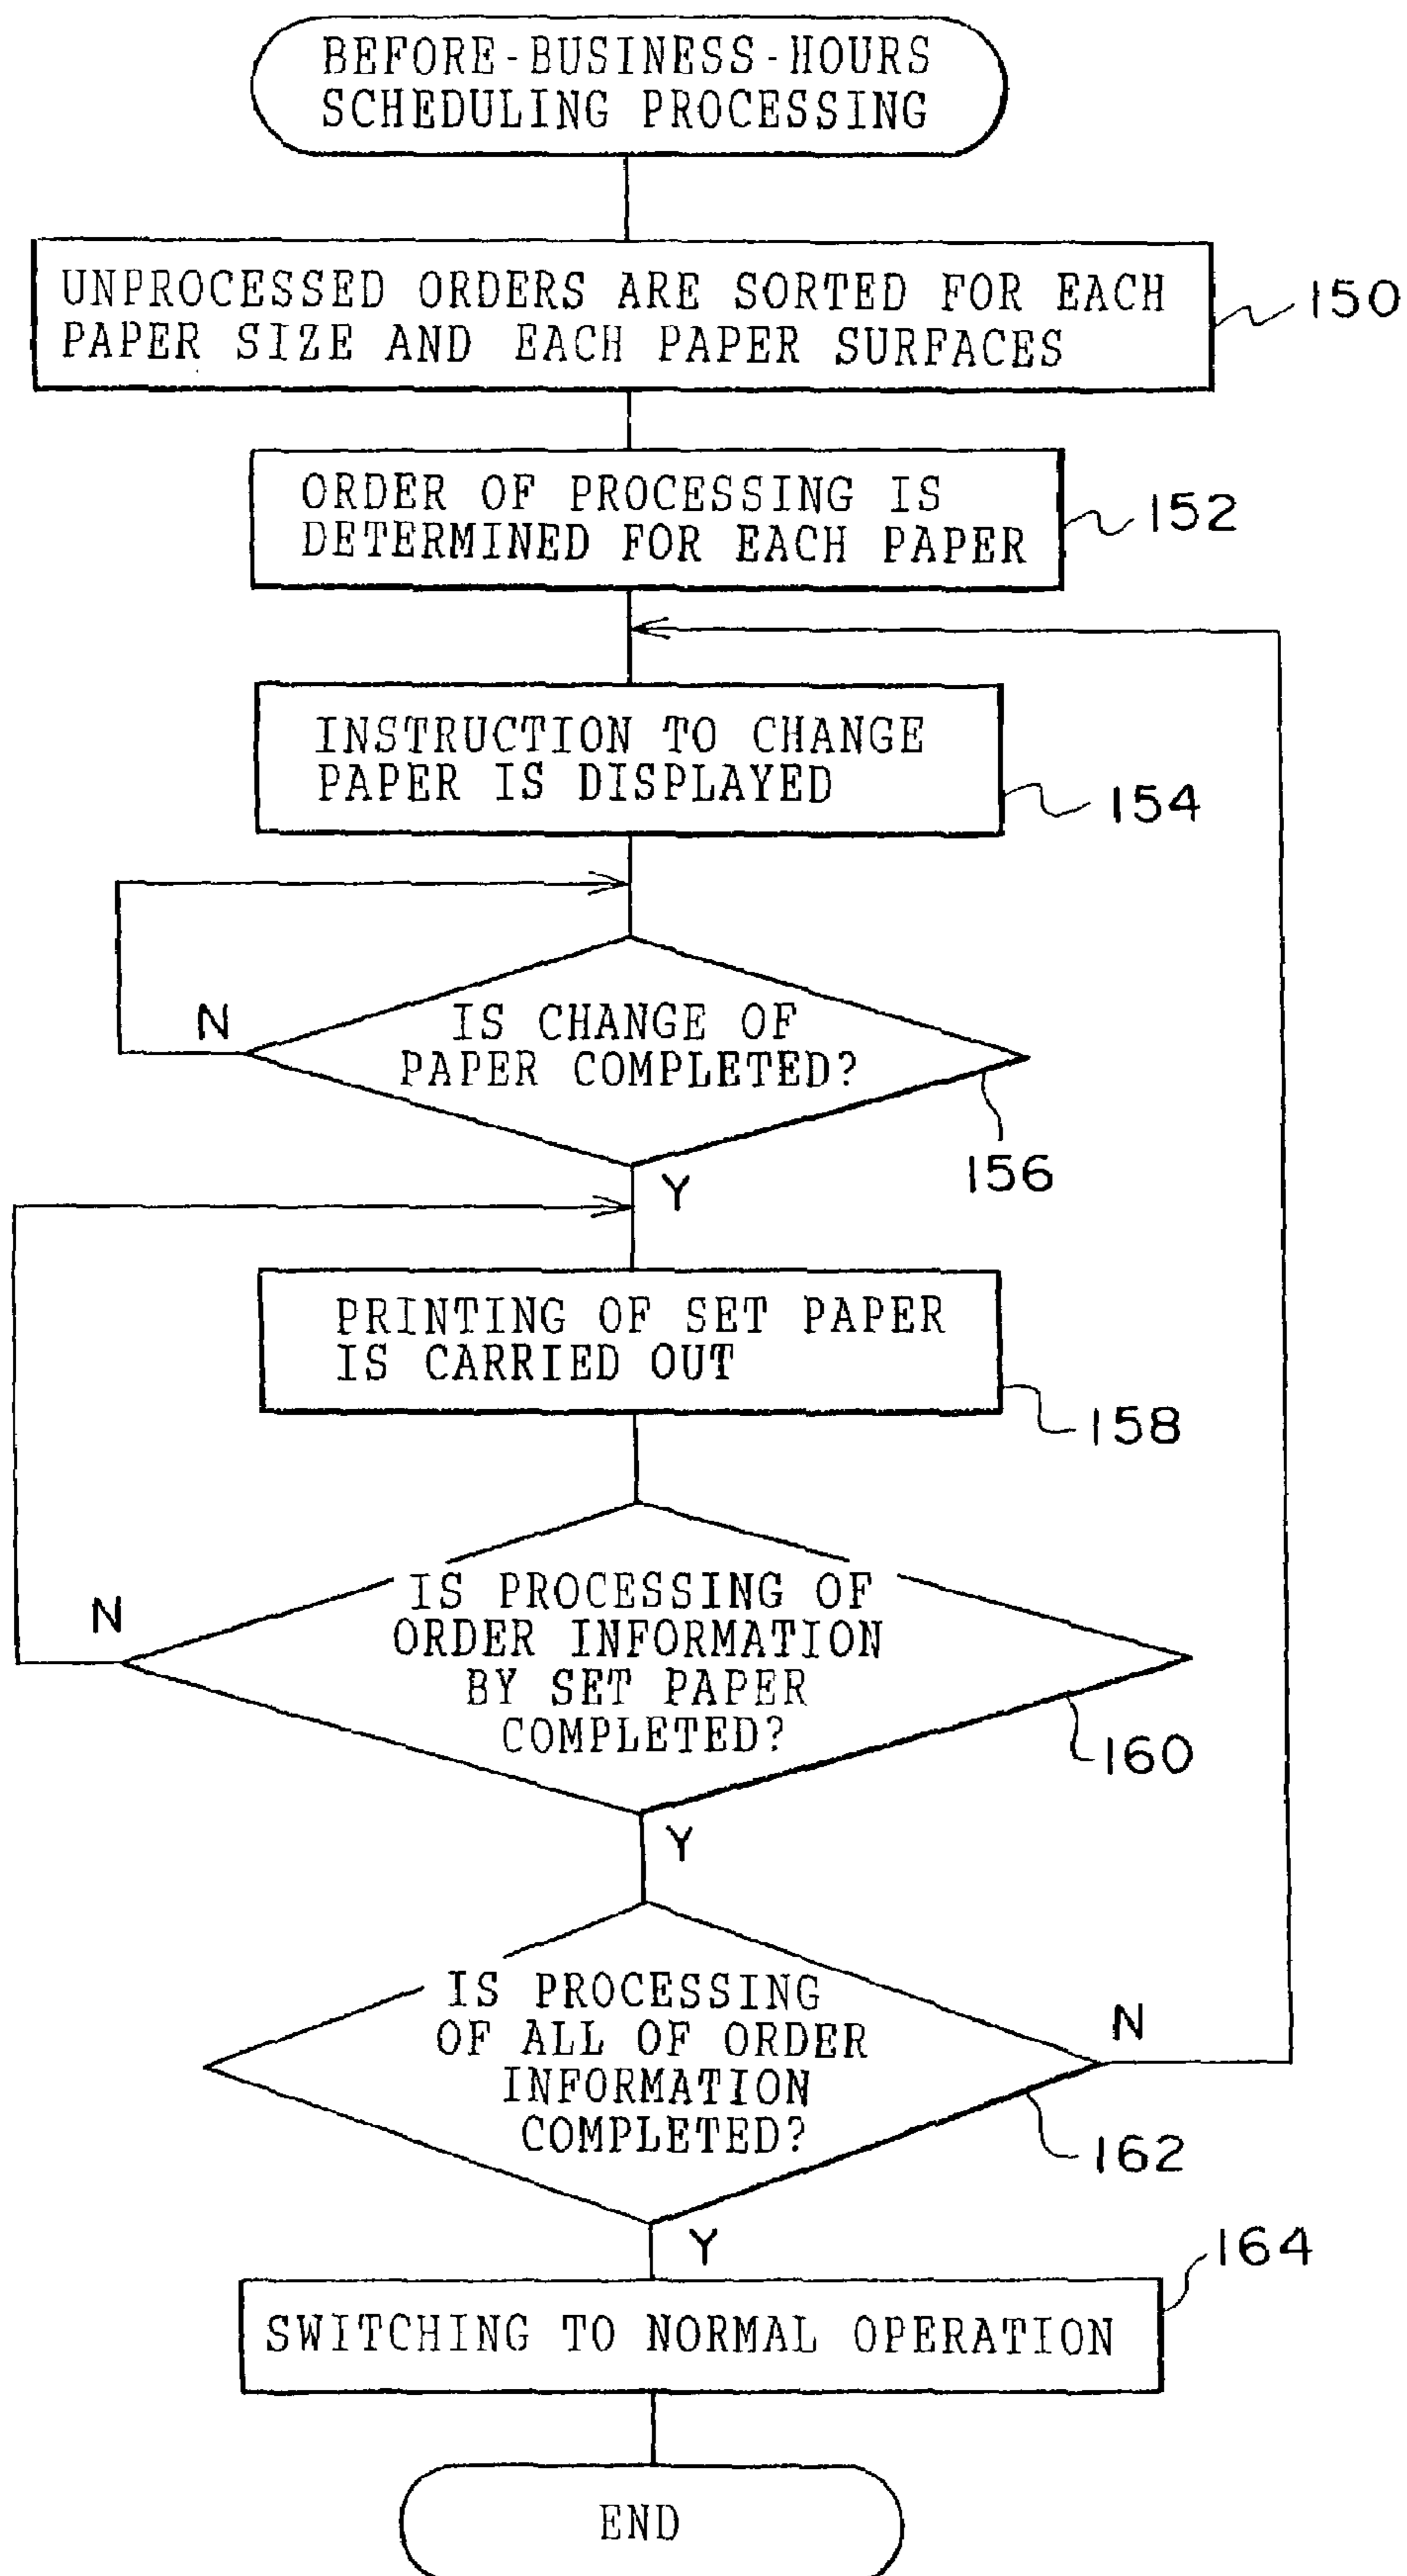 BEFORE-BUSINESS-HOURS
SCHEDULING PROCESSING
UNPROCESSED ORDERS ARE SORTED FOR EACH
PAPER SIZE AND EACH PAPER SURFACES
150
ORDER OF PROCESSING IS
DETERMINED FOR EACH PAPER
152
INSTRUCTION TO CHANGE
PAPER IS DISPLAYED
154
N
IS CHANGE OF
PAPER COMPLETED?
156
Y
PRINTING OF SET PAPER
IS CARRIED OUT
158
N
IS PROCESSING OF
ORDER INFORMATION
BY SET PAPER
COMPLETED?
160
Y
IS PROCESSING
OF ALL OF ORDER
INFORMATION
COMPLETED?
N
162
Y
164
SWITCHING TO NORMAL OPERATION
END